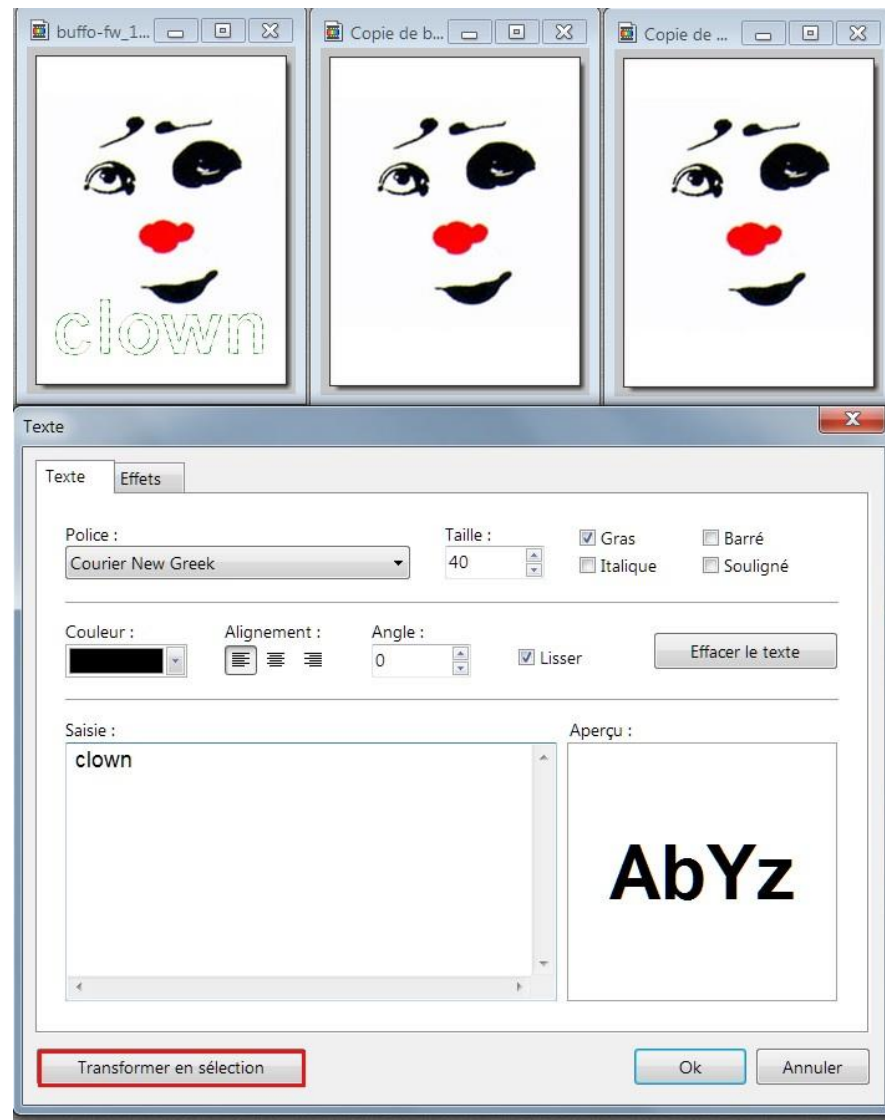 buffo-fw_1...
Copie de b...
Copie de ...
clown
Texte
Texte
Effets
Police :
Taille :
Courier New Greek
40
Gras
Barré
Italique
Souligné
Couleur :
Alignement :
Angle :
0
Lisser
Effacer le texte
Saisie :
Aperçu :
clown
AbYz
Transformer en sélection
Ok
Annuler